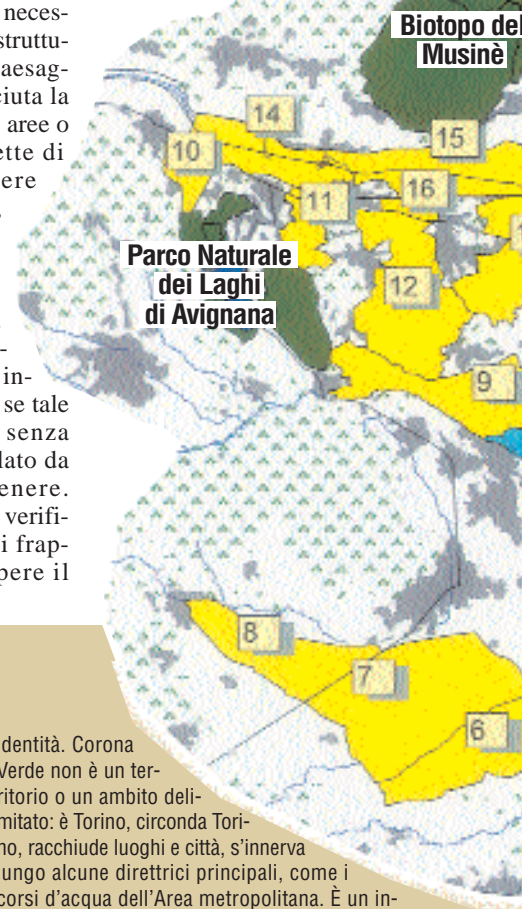 neces-
struttu-
aesag-
ciuta la
aree o
ette di
ere
-
in-
se tale
senza
lato da
enere.
verifi-
i frap-
pere il
Biotopo del
Musinè
14
15
10
16
11
Parco Naturale
dei Laghi
di Avignana
12
9
8
7
6
dentità. Corona
Verde non è un ter-
ritorio o un ambito deli-
mitato: è Torino, circonda Tori-
no, racchiude luoghi e città, s'innerva
ungo alcune direttrici principali, come i
corsi d'acqua dell'Area metropolitana. È un in-